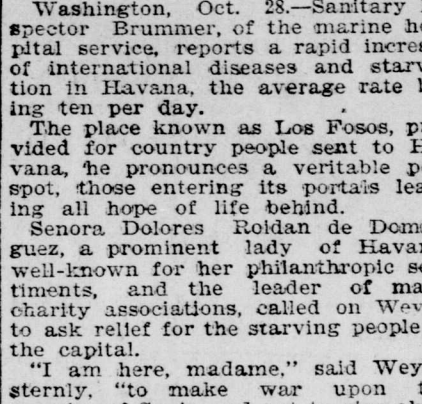 Washington, Oct. 28.—Sanitary
spector Brummer, of the marine
pital service, reports a rapid incre
of international diseases and starv
tion in Havana, the average rate
ing ten per day.
The place known as Los Fosos, p
vided for country people sent to H
vana, he pronounces a veritable p
spot, those entering its portals lea
ing all hope of life behind.
Senora Dolores Roldan de Dom
guez, a prominent lady of Hava
well-known for her philanthropic s
timents, and the leader of ma
charity associations, called on Wey
to ask relief for the starving people
the capital.
"I am here, madame," said Wey
sternly, "to make war upon